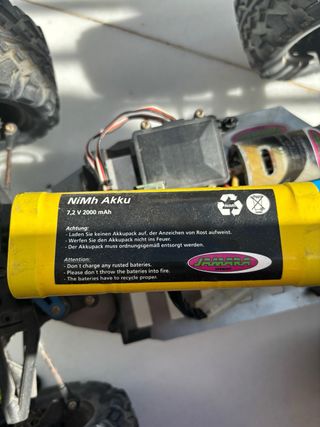 NiMh Akku
7,2 V 2000 mAh
Achtung:
- Laden Sie keinen Akkupack auf, der Anzeichen von Rost aufweist.
- Werfen Sie den Akkupack nicht ins Feuer.
- Der Akkupack muss ordnungsgemäß entsorgt werden.
Attention:
- Don't charge any rusted batteries.
- Please don't throw the batteries into fire.
- The batteries have to recycle proper.
JAMARA